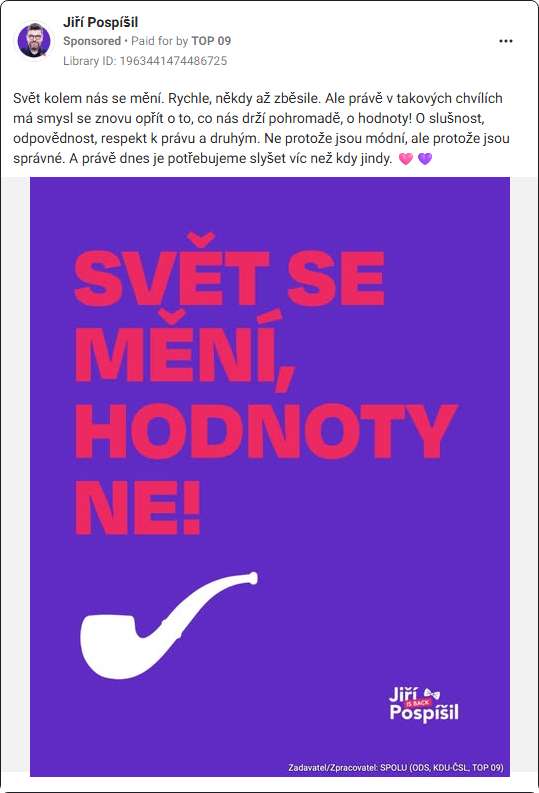 Jiří Pospíšil
Sponsored • Paid for by TOP 09
Library ID: 1963441474486725
Svět kolem nás se mění. Rychle, někdy až zběsile. Ale právě v takových chvílích
má smysl se znovu opřít o to, co nás drží pohromadě, o hodnoty! O slušnost,
odpovědnost, respekt k právu a druhým. Ne protože jsou módní, ale protože jsou
správné. A právě dnes je potřebujeme slyšet víc než kdy jindy. 💗 💜
SVĚT SE
MĚNÍ,
HODNOTY
NE!
Jiří
IS BACK
Pospíšil
Zadavatel/Zpracovatel: SPOLU (ODS, KDU-ČSL, TOP 09)